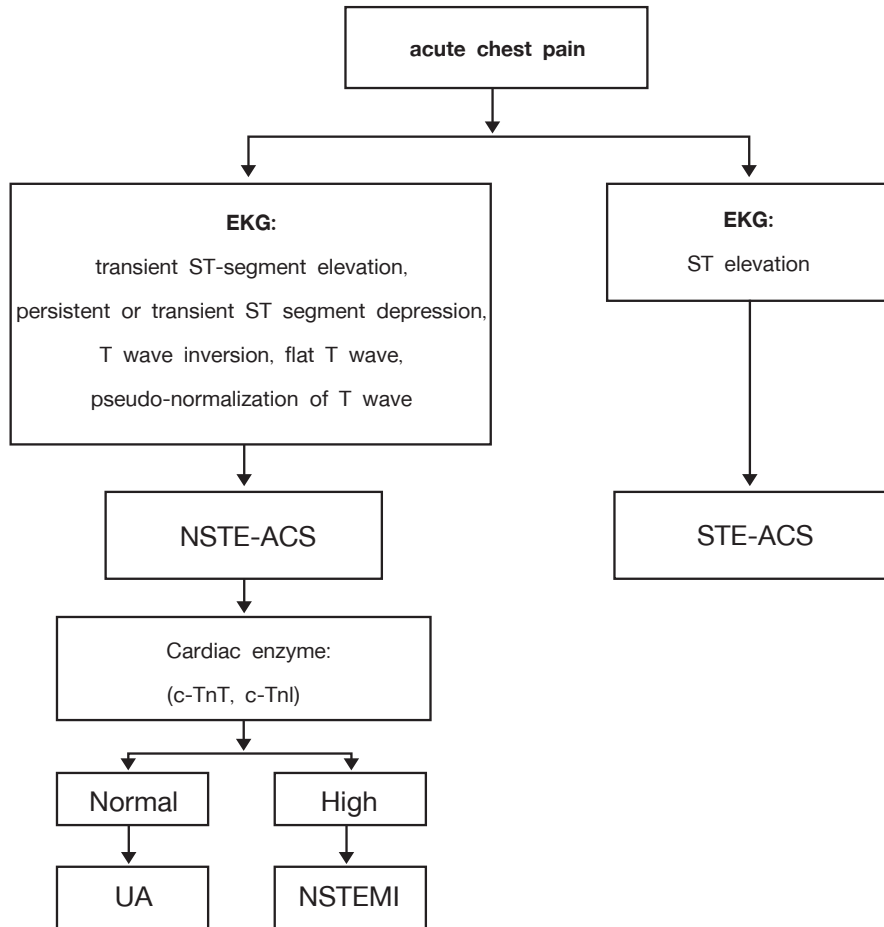 acute chest pain
EKG:
transient ST-segment elevation,
persistent or transient ST segment depression,
T wave inversion, flat T wave,
pseudo-normalization of T wave
EKG:
ST elevation
NSTE-ACS
STE-ACS
Cardiac enzyme:
(c-TnT, c-TnI)
Normal
High
UA
NSTEMI